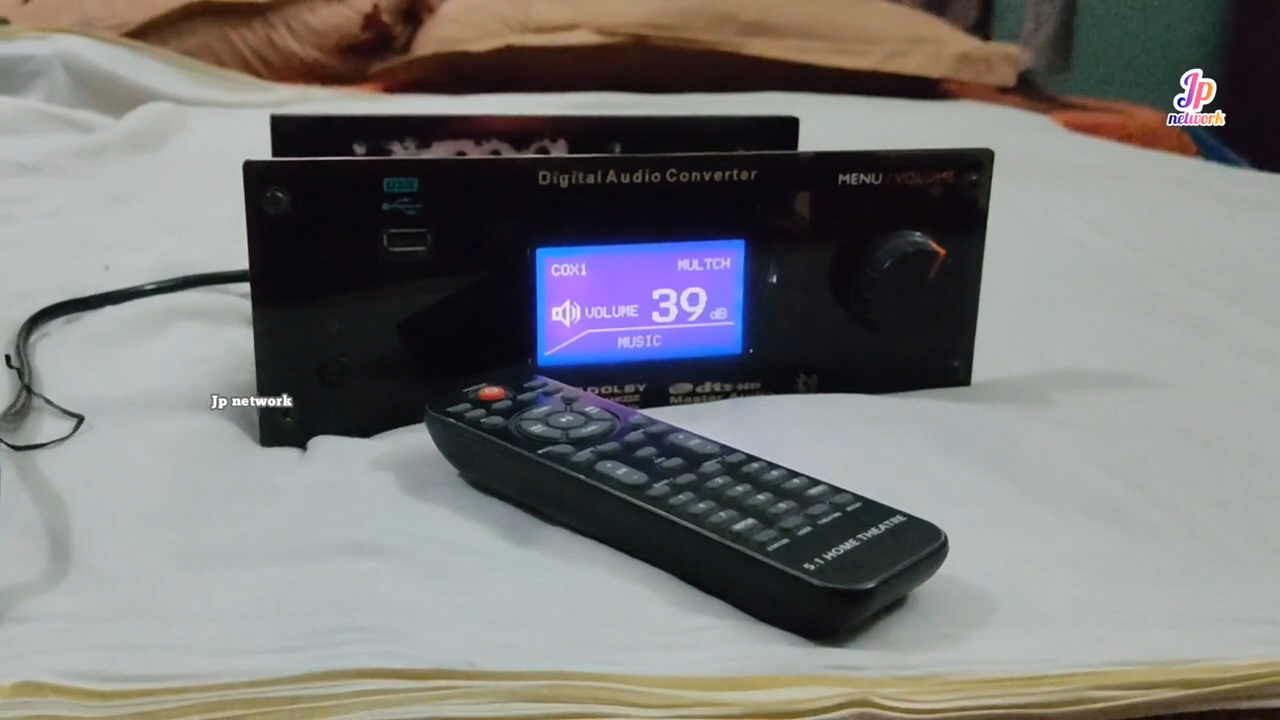 Jp
network
Digital Audio Converter
MENU / VOLUME
USB
COX1 MULTCH
VOLUME 39 dB
MUSIC
DOLBY dts-HD
Master Audio
Jp network
5.1 HOME THEATRE